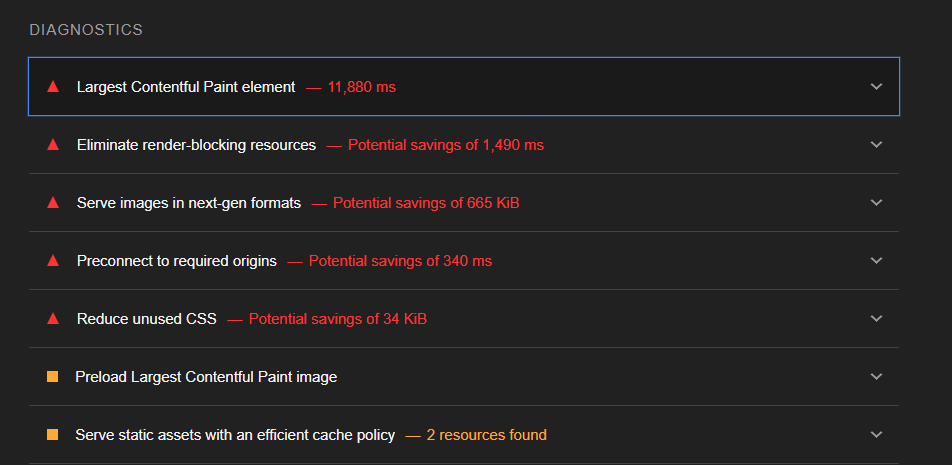 DIAGNOSTICS
Largest Contentful Paint element — 11,880 ms
Eliminate render-blocking resources — Potential savings of 1,490 ms
Serve images in next-gen formats — Potential savings of 665 KiB
Preconnect to required origins — Potential savings of 340 ms
Reduce unused CSS — Potential savings of 34 KiB
Preload Largest Contentful Paint image
Serve static assets with an efficient cache policy — 2 resources found